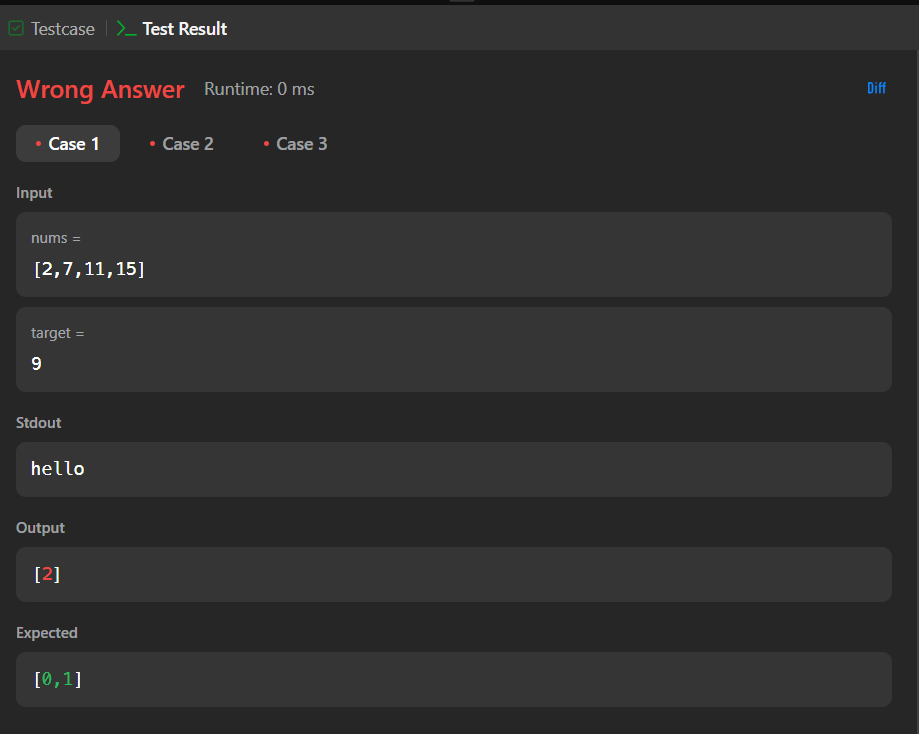 Testcase
>_ Test Result
Wrong Answer Runtime: 0 ms Diff
• Case 1 • Case 2 • Case 3
Input
nums =
[2,7,11,15]
target =
9
Stdout
hello
Output
[2]
Expected
[0,1]